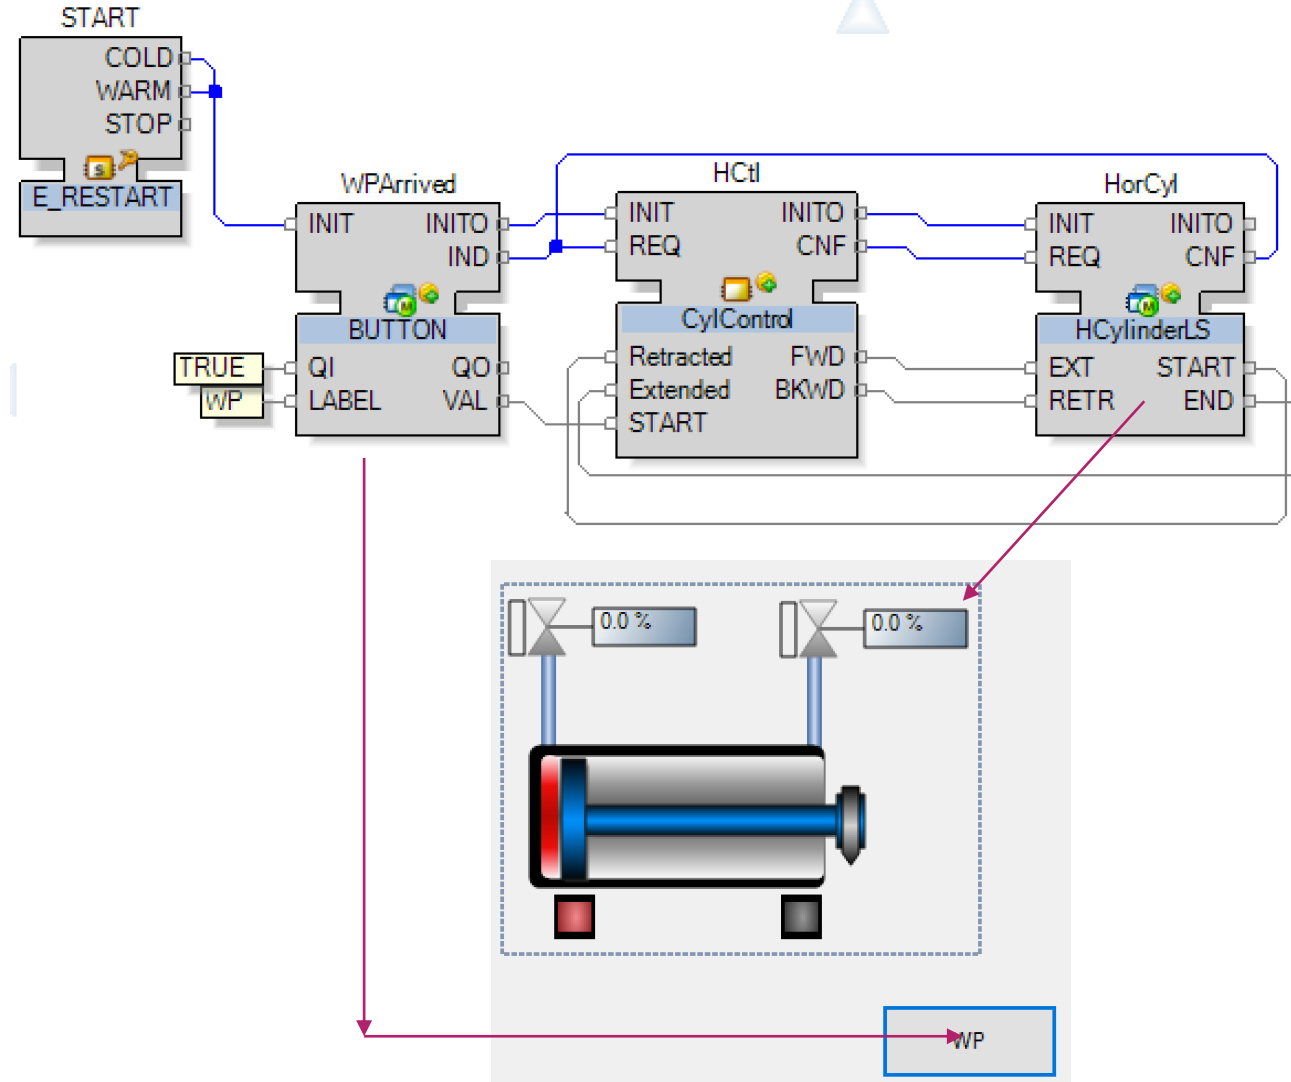 START
COLD
WARM
STOP
E_RESTART
WPArrived
INIT INITO
IND
BUTTON
TRUE QI QO
WP LABEL VAL
HCtl
INIT INITO
REQ CNF
CylControl
Retracted FWD
Extended BKWD
START
HorCyl
INIT INITO
REQ CNF
HCylinderLS
EXT START
RETR END
0.0 % 0.0 %
WP